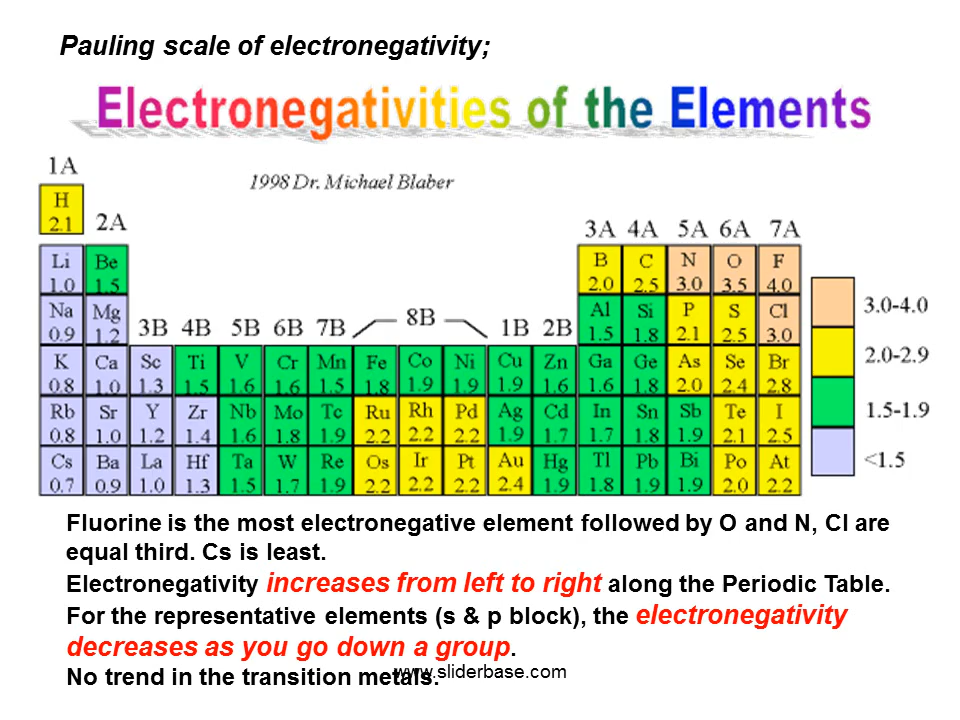 Pauling scale of electronegativity;
Electronegativities of the Elements
1A
1998 Dr. Michael Blaber
H
2.1
2A
3A 4A 5A 6A 7A
Li Be B C N O F
1.0 1.5 2.0 2.5 3.0 3.5 4.0
3.0-4.0
Na Mg Al Si P S Cl
0.9 1.2 1.5 1.8 2.1 2.5 3.0
3B 4B 5B 6B 7B 8B 1B 2B
2.0-2.9
K Ca Sc Ti V Cr Mn Fe Co Ni Cu Zn Ga Ge As Se Br
0.8 1.0 1.3 1.5 1.6 1.6 1.5 1.8 1.9 1.9 1.9 1.6 1.6 1.8 2.0 2.4 2.8
1.5-1.9
Rb Sr Y Zr Nb Mo Tc Ru Rh Pd Ag Cd In Sn Sb Te I
0.8 1.0 1.2 1.4 1.6 1.8 1.9 2.2 2.2 2.2 1.9 1.7 1.7 1.8 1.9 2.1 2.5
<1.5
Cs Ba La Hf Ta W Re Os Ir Pt Au Hg Tl Pb Bi Po At
0.7 0.9 1.0 1.3 1.5 1.7 1.9 2.2 2.2 2.2 2.4 1.9 1.8 1.9 1.9 2.0 2.2
Fluorine is the most electronegative element followed by O and N, Cl are
equal third. Cs is least.
Electronegativity increases from left to right along the Periodic Table.
For the representative elements (s & p block), the electronegativity
decreases as you go down a group.
No trend in the transition metals.
www.sliderbase.com